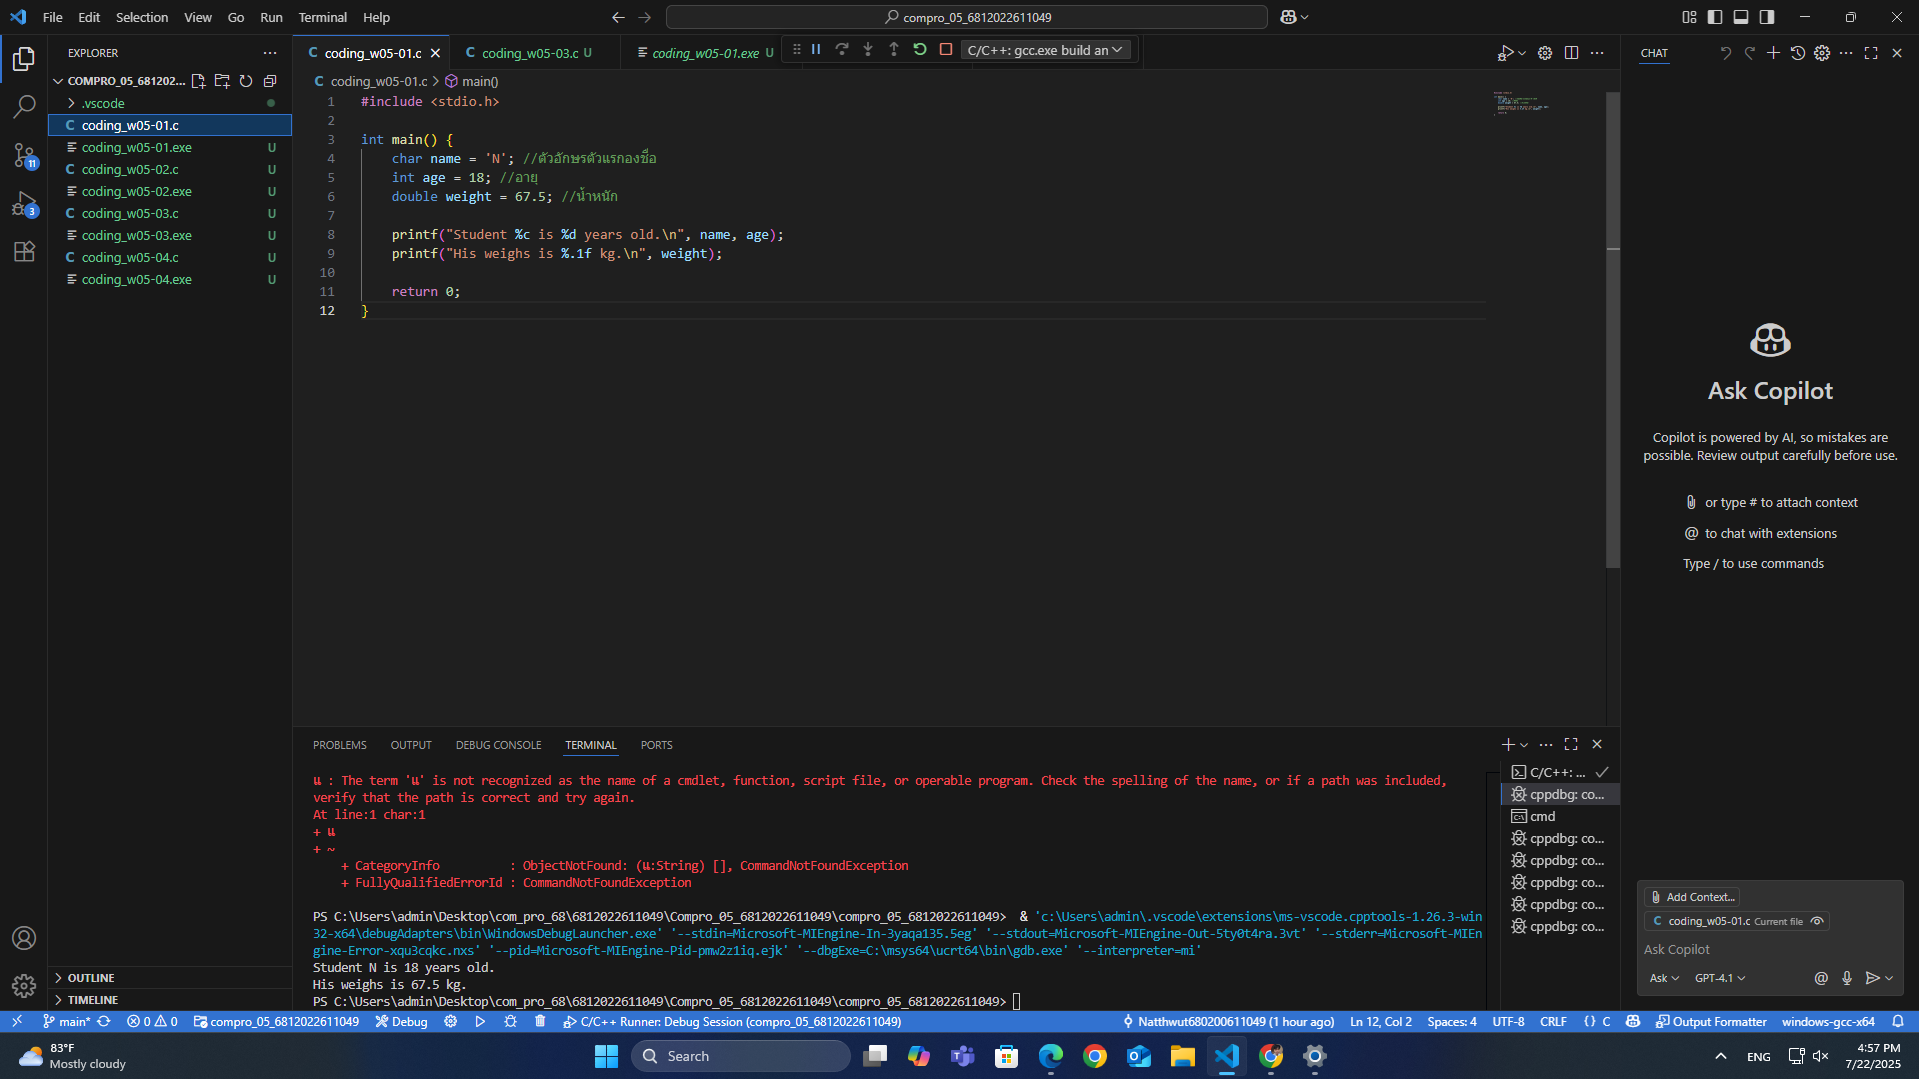 File Edit Selection View Go Run Terminal Help
compro_05_6812022611049
EXPLORER
COMPRO_05_681202...
.vscode
coding_w05-01.c
coding_w05-01.exe U
coding_w05-02.c U
coding_w05-02.exe U
coding_w05-03.c U
coding_w05-03.exe U
coding_w05-04.c U
coding_w05-04.exe U
OUTLINE
TIMELINE
11
3
coding_w05-01.c
coding_w05-03.c U
coding_w05-01.exe U
C/C++: gcc.exe build an
coding_w05-01.c > main()
1 #include <stdio.h>
2
3 int main() {
4 char name = 'N'; //ตัวอักษรตัวแรกองชื่อ
5 int age = 18; //อายุ
6 double weight = 67.5; //น้ำหนัก
7
8 printf("Student %c is %d years old.\n", name, age);
9 printf("His weighs is %.1f kg.\n", weight);
10
11 return 0;
12 }
PROBLEMS OUTPUT DEBUG CONSOLE TERMINAL PORTS
แ : The term 'แ' is not recognized as the name of a cmdlet, function, script file, or operable program. Check the spelling of the name, or if a path was included,
verify that the path is correct and try again.
At line:1 char:1
+ แ
+ ~
+ CategoryInfo : ObjectNotFound: (แ:String) [], CommandNotFoundException
+ FullyQualifiedErrorId : CommandNotFoundException
PS C:\Users\admin\Desktop\com_pro_68\6812022611049\Compro_05_6812022611049\compro_05_6812022611049> & 'c:\Users\admin\.vscode\extensions\ms-vscode.cpptools-1.26.3-win
32-x64\debugAdapters\bin\WindowsDebugLauncher.exe' '--stdin=Microsoft-MIEngine-In-3yaqa135.5eg' '--stdout=Microsoft-MIEngine-Out-5ty0t4ra.3vt' '--stderr=Microsoft-MIEn
gine-Error-xqu3cqkc.nxs' '--pid=Microsoft-MIEngine-Pid-pmw2z1iq.ejk' '--dbgExe=C:\msys64\ucrt64\bin\gdb.exe' '--interpreter=mi'
Student N is 18 years old.
His weighs is 67.5 kg.
PS C:\Users\admin\Desktop\com_pro_68\6812022611049\Compro_05_6812022611049\compro_05_6812022611049>
C/C++: ...
cppdbg: co...
cmd
cppdbg: co...
cppdbg: co...
cppdbg: co...
cppdbg: co...
cppdbg: co...
CHAT
Ask Copilot
Copilot is powered by AI, so mistakes are
possible. Review output carefully before use.
or type # to attach context
@ to chat with extensions
Type / to use commands
Add Context...
C coding_w05-01.c Current file
Ask Copilot
Ask GPT-4.1
main* 0 0 compro_05_6812022611049 Debug C/C++ Runner: Debug Session (compro_05_6812022611049) Natthwut680200611049 (1 hour ago) Ln 12, Col 2 Spaces: 4 UTF-8 CRLF {} C Output Formatter windows-gcc-x64
83°F
Mostly cloudy
Search
ENG
4:57 PM
7/22/2025